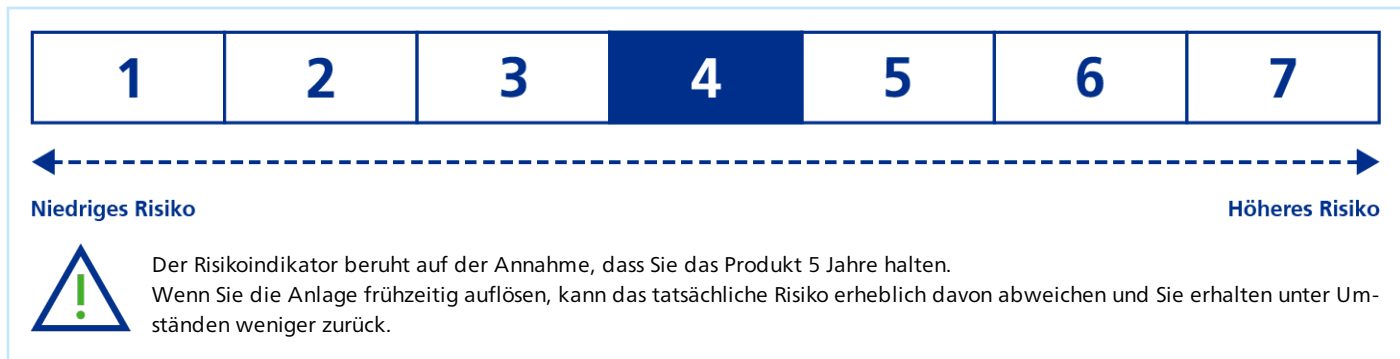 1 2 3 4 5 6 7
Niedriges Risiko Höheres Risiko
Der Risikoindikator beruht auf der Annahme, dass Sie das Produkt 5 Jahre halten.
Wenn Sie die Anlage frühzeitig auflösen, kann das tatsächliche Risiko erheblich davon abweichen und Sie erhalten unter Um-
ständen weniger zurück.